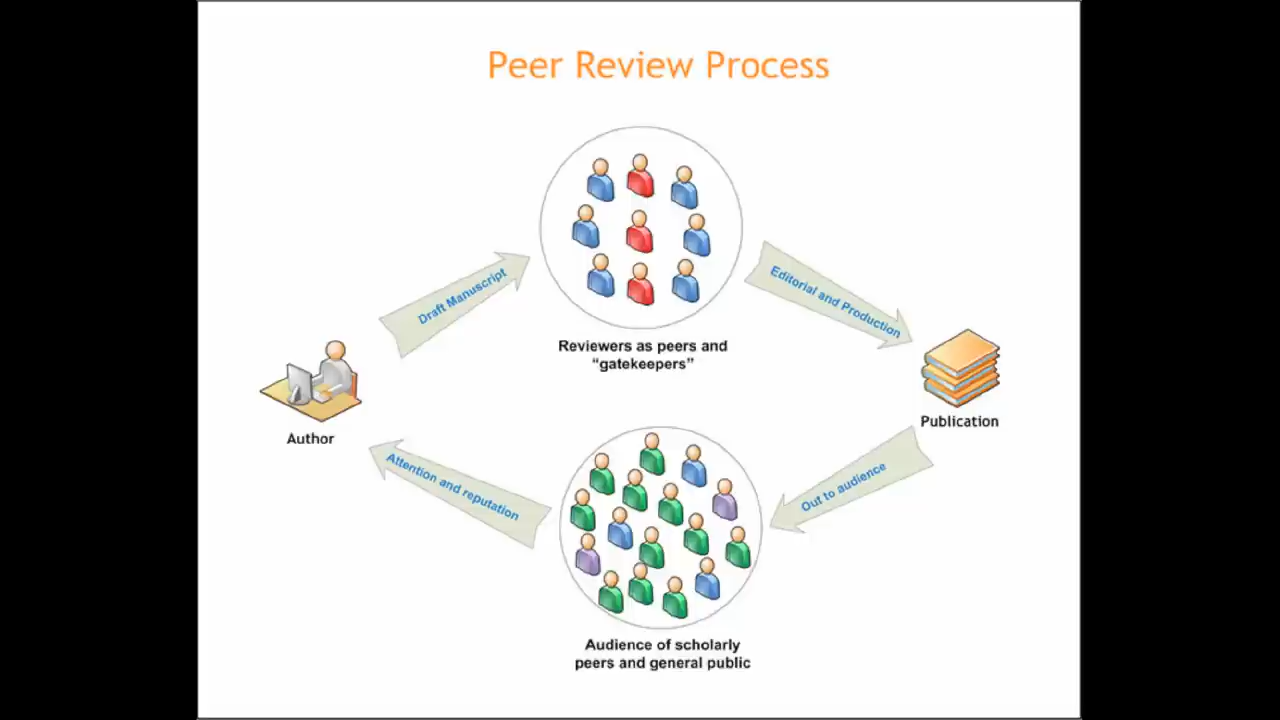 Peer Review Process
Draft Manuscript
Editorial and Production
Reviewers as peers and
“gatekeepers”
Publication
Author
Attention and reputation
Out to audience
Audience of scholarly
peers and general public